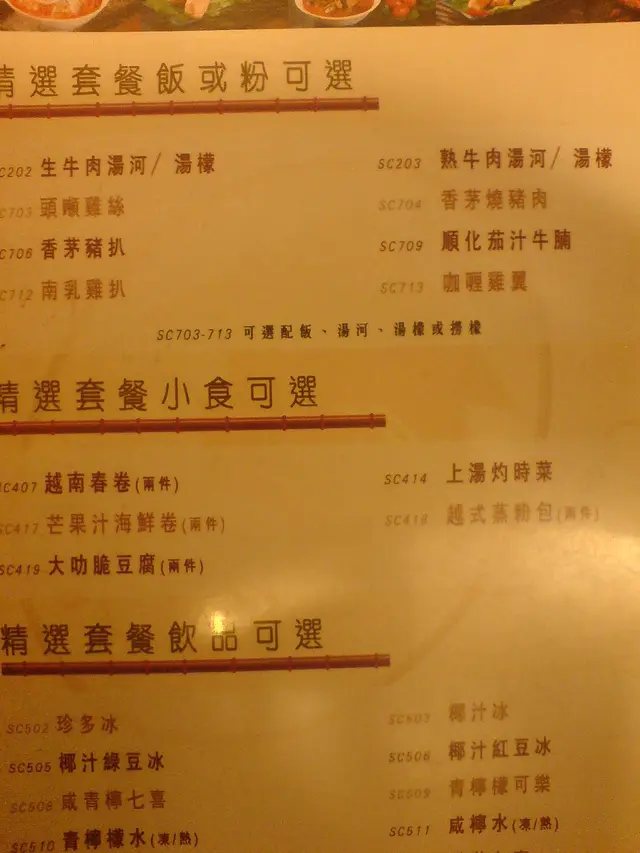 精選套餐飯或粉可選
SC202 生牛肉湯河/ 湯檬
SC203 熟牛肉湯河/ 湯檬
SC703 頭噸雞絲
SC704 香茅燒豬肉
SC706 香茅豬扒
SC709 順化茄汁牛腩
SC712 南乳雞扒
SC713 咖喱雞翼
SC703-713 可選配飯、湯河、湯檬或撈檬
精選套餐小食可選
SC407 越南春卷(兩件)
SC414 上湯灼時菜
SC417 芒果汁海鮮卷(兩件)
SC418 越式蒸粉包(兩件)
SC419 大叻脆豆腐(兩件)
精選套餐飲品可選
SC502 珍多冰
SC503 椰汁冰
SC505 椰汁綠豆冰
SC506 椰汁紅豆冰
SC508 咸青檸七喜
SC509 青檸檬可樂
SC510 青檸檬水(凍/熱)
SC511 咸檸水(凍/熱)